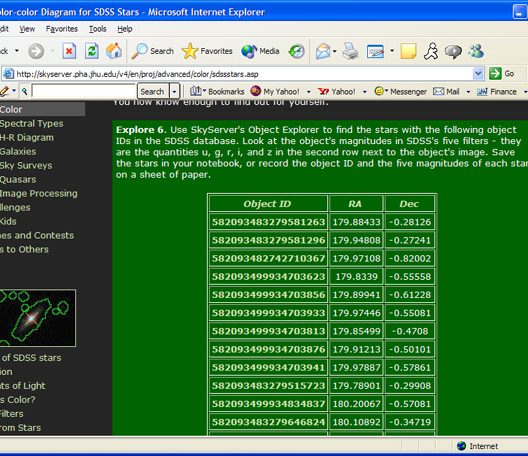 olor-color Diagram for SDSS Stars - Microsoft Internet Explorer
View Favorites Tools Help
Search Favorites Media
http://skyserver.pha.jhu.edu/v4/en/proj/advanced/color/sdssstars.asp Go
Search Bookmarks My Yahoo! Yahoo! Messenger Mail Finance
You now know enough to find out for yourself.
Color
Spectral Types
H-R Diagram
Galaxies
Sky Surveys
Quasars
Image Processing
llenges
Kids
nes and Contests
s to Others
of SDSS stars
ion
ts of Light
s Color?
Filters
rom Stars
Explore 6. Use SkyServer's Object Explorer to find the stars with the following object
IDs in the SDSS database. Look at the object's magnitudes in SDSS's five filters - they
are the quantities u, g, r, i, and z in the second row next to the object's image. Save
the stars in your notebook, or record the object ID and the five magnitudes of each star
on a sheet of paper.
Object ID RA Dec
582093483279581263 179.88433 -0.28126
582093483279581296 179.94808 -0.27241
582093482742710367 179.97108 -0.82002
582093499934703623 179.8339 -0.55558
582093499934703856 179.89941 -0.61228
582093499934703933 179.97446 -0.55081
582093499934703813 179.85499 -0.4708
582093499934703876 179.91213 -0.50101
582093499934703941 179.97887 -0.57861
582093483279515723 179.78901 -0.29908
582093499934834837 180.20067 -0.57081
582093483279646824 180.10892 -0.34719
Internet